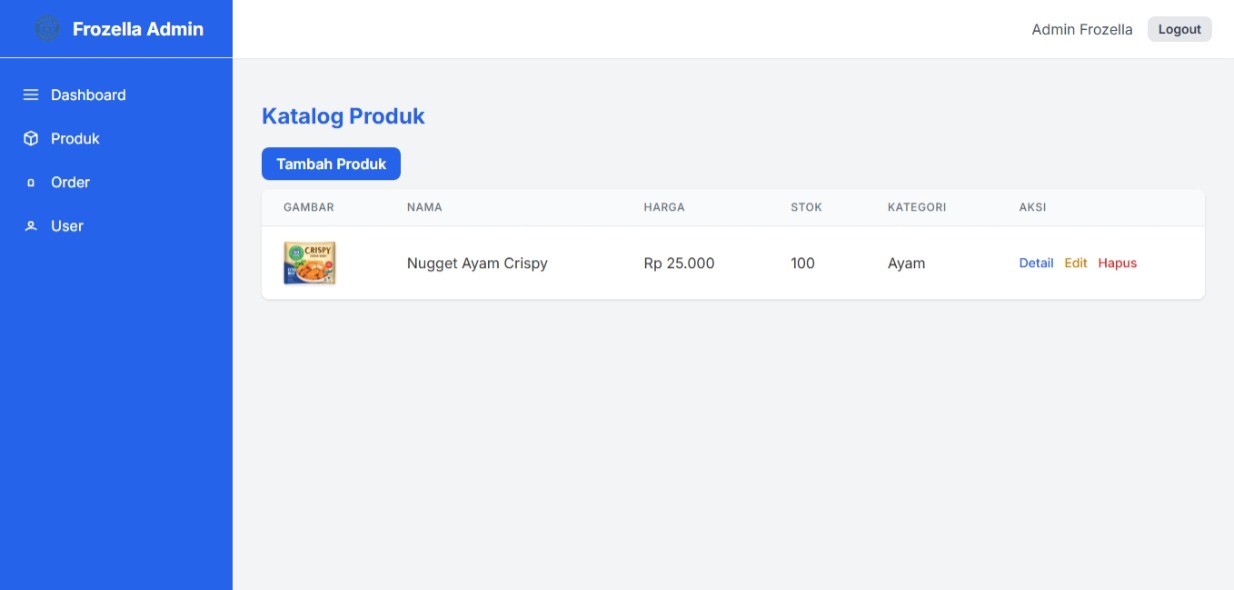 Frozella Admin
Admin Frozella
Logout
Dashboard
Produk
Order
User
Katalog Produk
Tambah Produk
GAMBAR NAMA HARGA STOK KATEGORI AKSI
CRISPY
Nugget Ayam Crispy Rp 25.000 100 Ayam Detail Edit Hapus